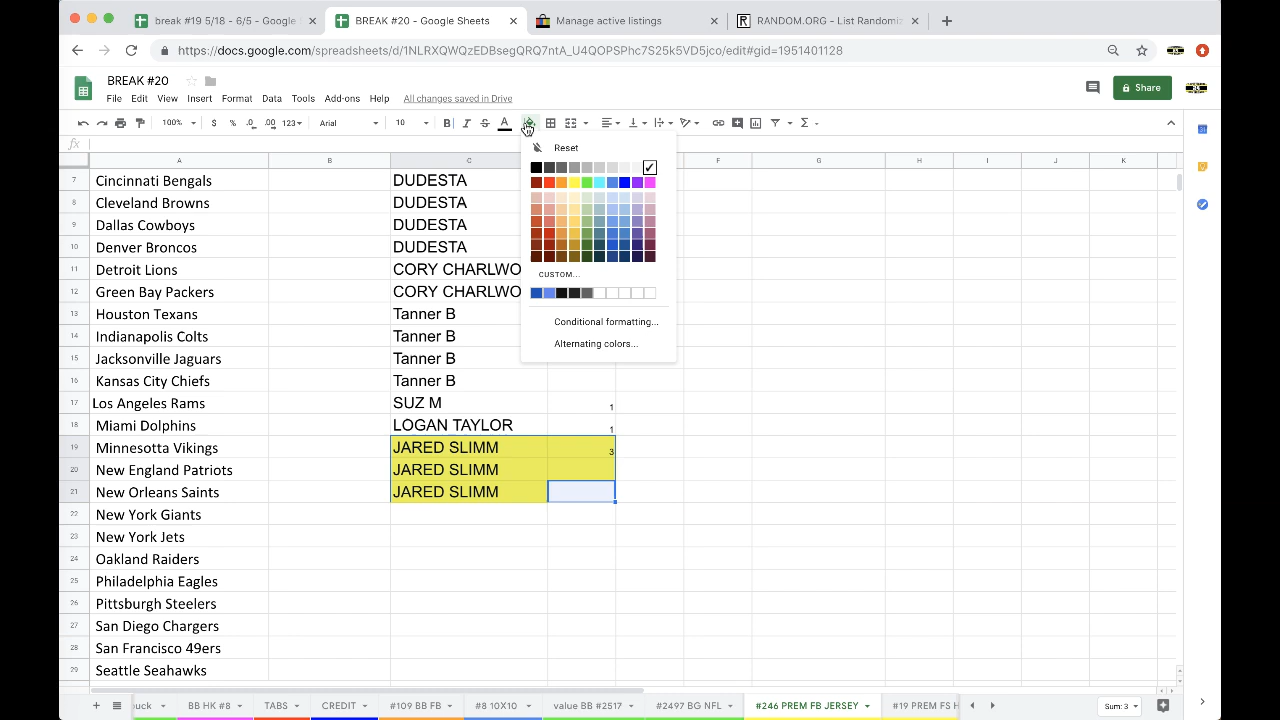 break #19 5/18 - 6/5 - Google
BREAK #20 - Google Sheets
Manage active listings
RANDOM.ORG - List Randomiz
https://docs.google.com/spreadsheets/d/1NLRXQWQzEDBsegQRQ7ntA_U4QOPSPhc7S25k5VD5jco/edit#gid=1951401128
BREAK #20
File Edit View Insert Format Data Tools Add-ons Help All changes saved in Drive
Share
100% $ % .0 .00 123 Arial 10 B I S A
fx
Reset
CUSTOM...
Conditional formatting...
Alternating colors...
A B C F G H I J K
7 Cincinnati Bengals DUDESTA
8 Cleveland Browns DUDESTA
9 Dallas Cowboys DUDESTA
10 Denver Broncos DUDESTA
11 Detroit Lions CORY CHARLWO
12 Green Bay Packers CORY CHARLWO
13 Houston Texans Tanner B
14 Indianapolis Colts Tanner B
15 Jacksonville Jaguars Tanner B
16 Kansas City Chiefs Tanner B
17 Los Angeles Rams SUZ M 1
18 Miami Dolphins LOGAN TAYLOR 1
19 Minnesotta Vikings JARED SLIMM 3
20 New England Patriots JARED SLIMM
21 New Orleans Saints JARED SLIMM
22 New York Giants
23 New York Jets
24 Oakland Raiders
25 Philadelphia Eagles
26 Pittsburgh Steelers
27 San Diego Chargers
28 San Francisco 49ers
29 Seattle Seahawks
uck BB HK #8 TABS CREDIT #109 BB FB #8 10X10 value BB #2517 #2497 BG NFL #246 PREM FB JERSEY #19 PREM FS H Sum: 3